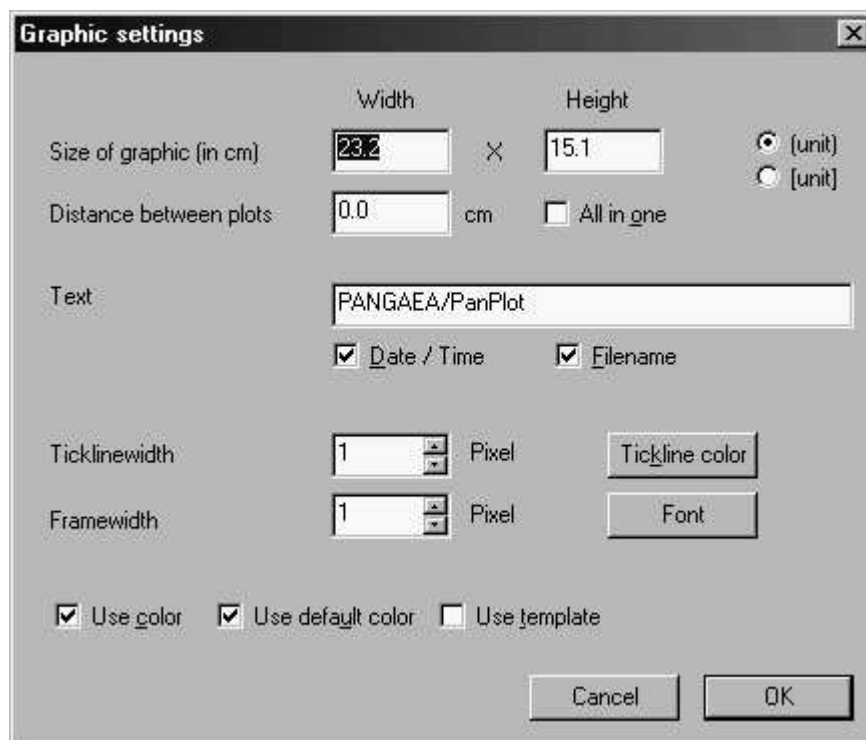 Graphic settings
Width Height
Size of graphic (in cm) 23.2 X 15.1 (unit)
[unit]
Distance between plots 0.0 cm All in one
Text PANGAEA/PanPlot
Date / Time Filename
Ticklinewidth 1 Pixel Tickline color
Framewidth 1 Pixel Font
Use color Use default color Use template
Cancel OK